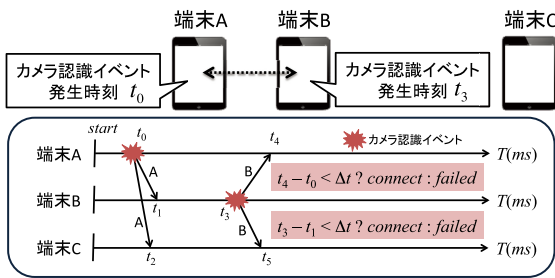 端末A
端末B
端末C
カメラ認識イベント
発生時刻 t₀
カメラ認識イベント
発生時刻 t₃
start
t₀
t₄
カメラ認識イベント
端末A
T(ms)
A
B
t₄ − t₀ < Δt ? connect : failed
端末B
t₁
t₃
T(ms)
A
B
t₃ − t₁ < Δt ? connect : failed
端末C
t₂
t₅
T(ms)